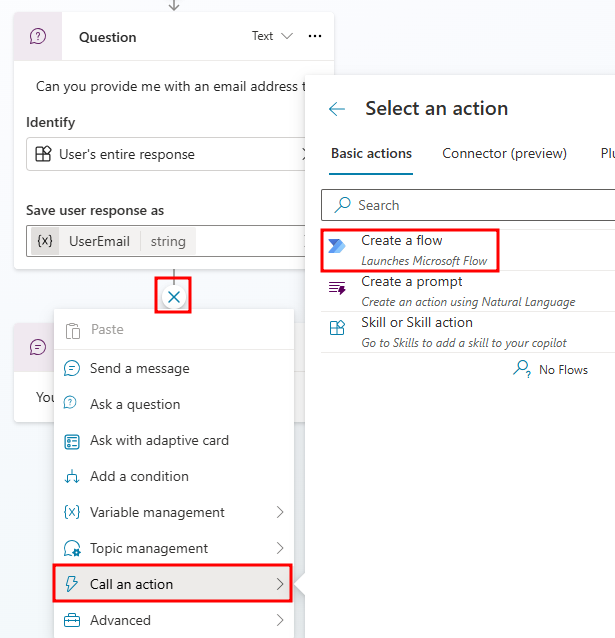 Question
Text
Can you provide me with an email address t
Identify
User's entire response
Save user response as
{x} UserEmail string
Paste
You
Send a message
Ask a question
Ask with adaptive card
Add a condition
{x} Variable management
Topic management
Call an action
Advanced
Select an action
Basic actions Connector (preview) Plu
Search
Create a flow
Launches Microsoft Flow
Create a prompt
Create an action using Natural Language
Skill or Skill action
Go to Skills to add a skill to your copilot
No Flows